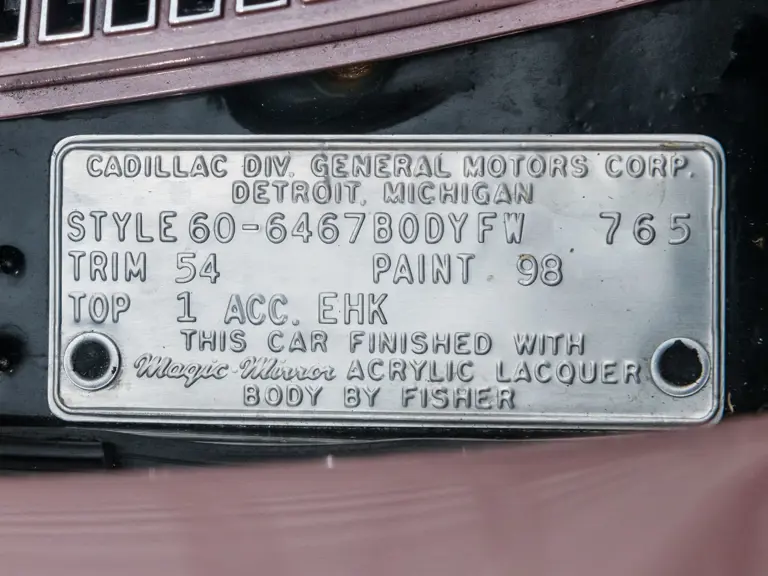 CADILLAC DIV. GENERAL MOTORS CORP.
DETROIT, MICHIGAN
STYLE 60-6467 BODY FW 765
TRIM 54 PAINT 98
TOP 1 ACC. EHK
THIS CAR FINISHED WITH
Magic-Mirror ACRYLIC LACQUER
BODY BY FISHER